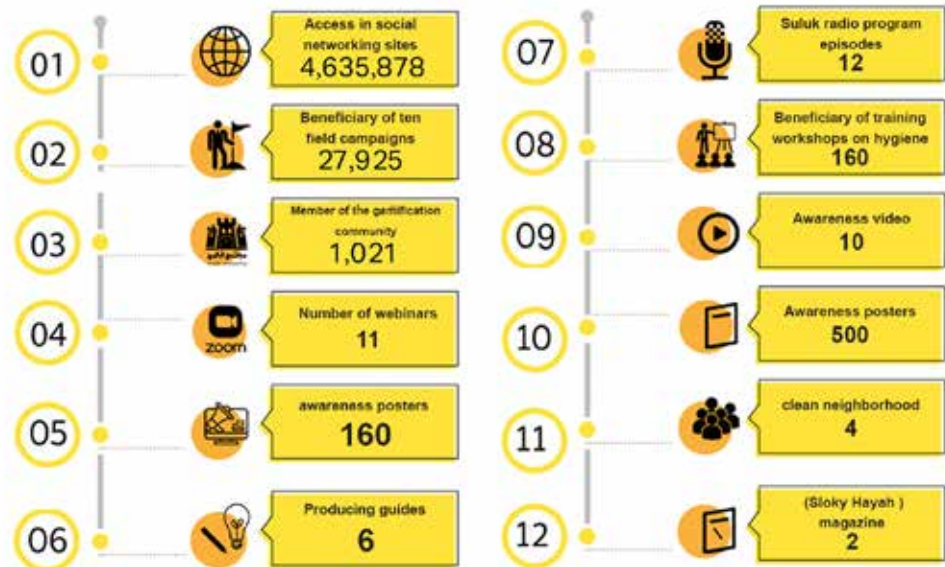 01
Access in social
networking sites
4,635,878
02
Beneficiary of ten
field campaigns
27,925
03
Member of the gamification
community
1,021
04
zoom
Number of webinars
11
05
awareness posters
160
06
Producing guides
6
07
Suluk radio program
episodes
12
08
Beneficiary of training
workshops on hygiene
160
09
Awareness video
10
10
Awareness posters
500
11
clean neighborhood
4
12
(Sloky Hayah )
magazine
2